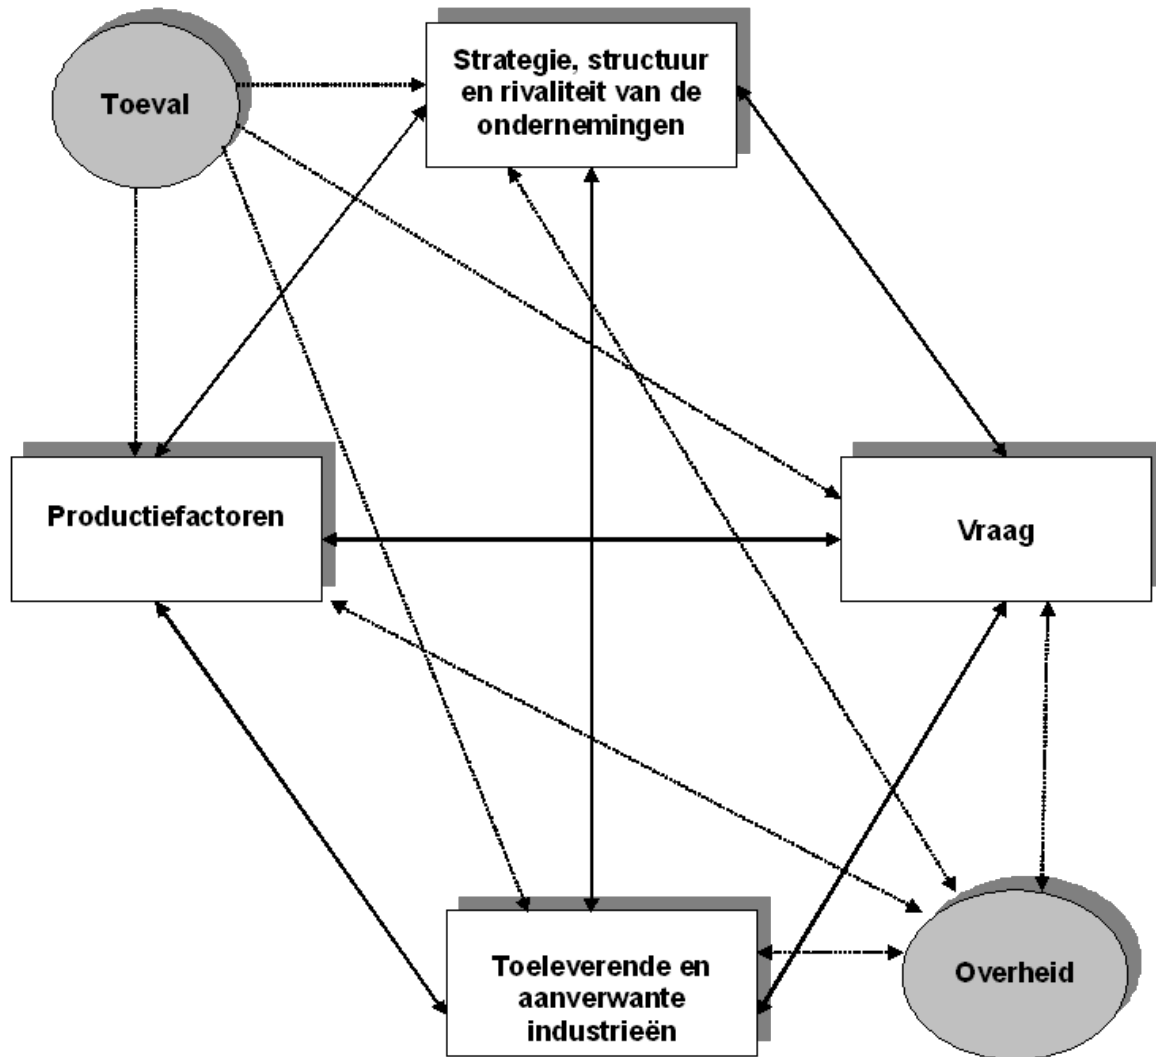 Toeval
Strategie, structuur
en rivaliteit van de
ondernemingen
Productiefactoren
Vraag
Toeleverende en
aanverwante
industrieën
Overheid